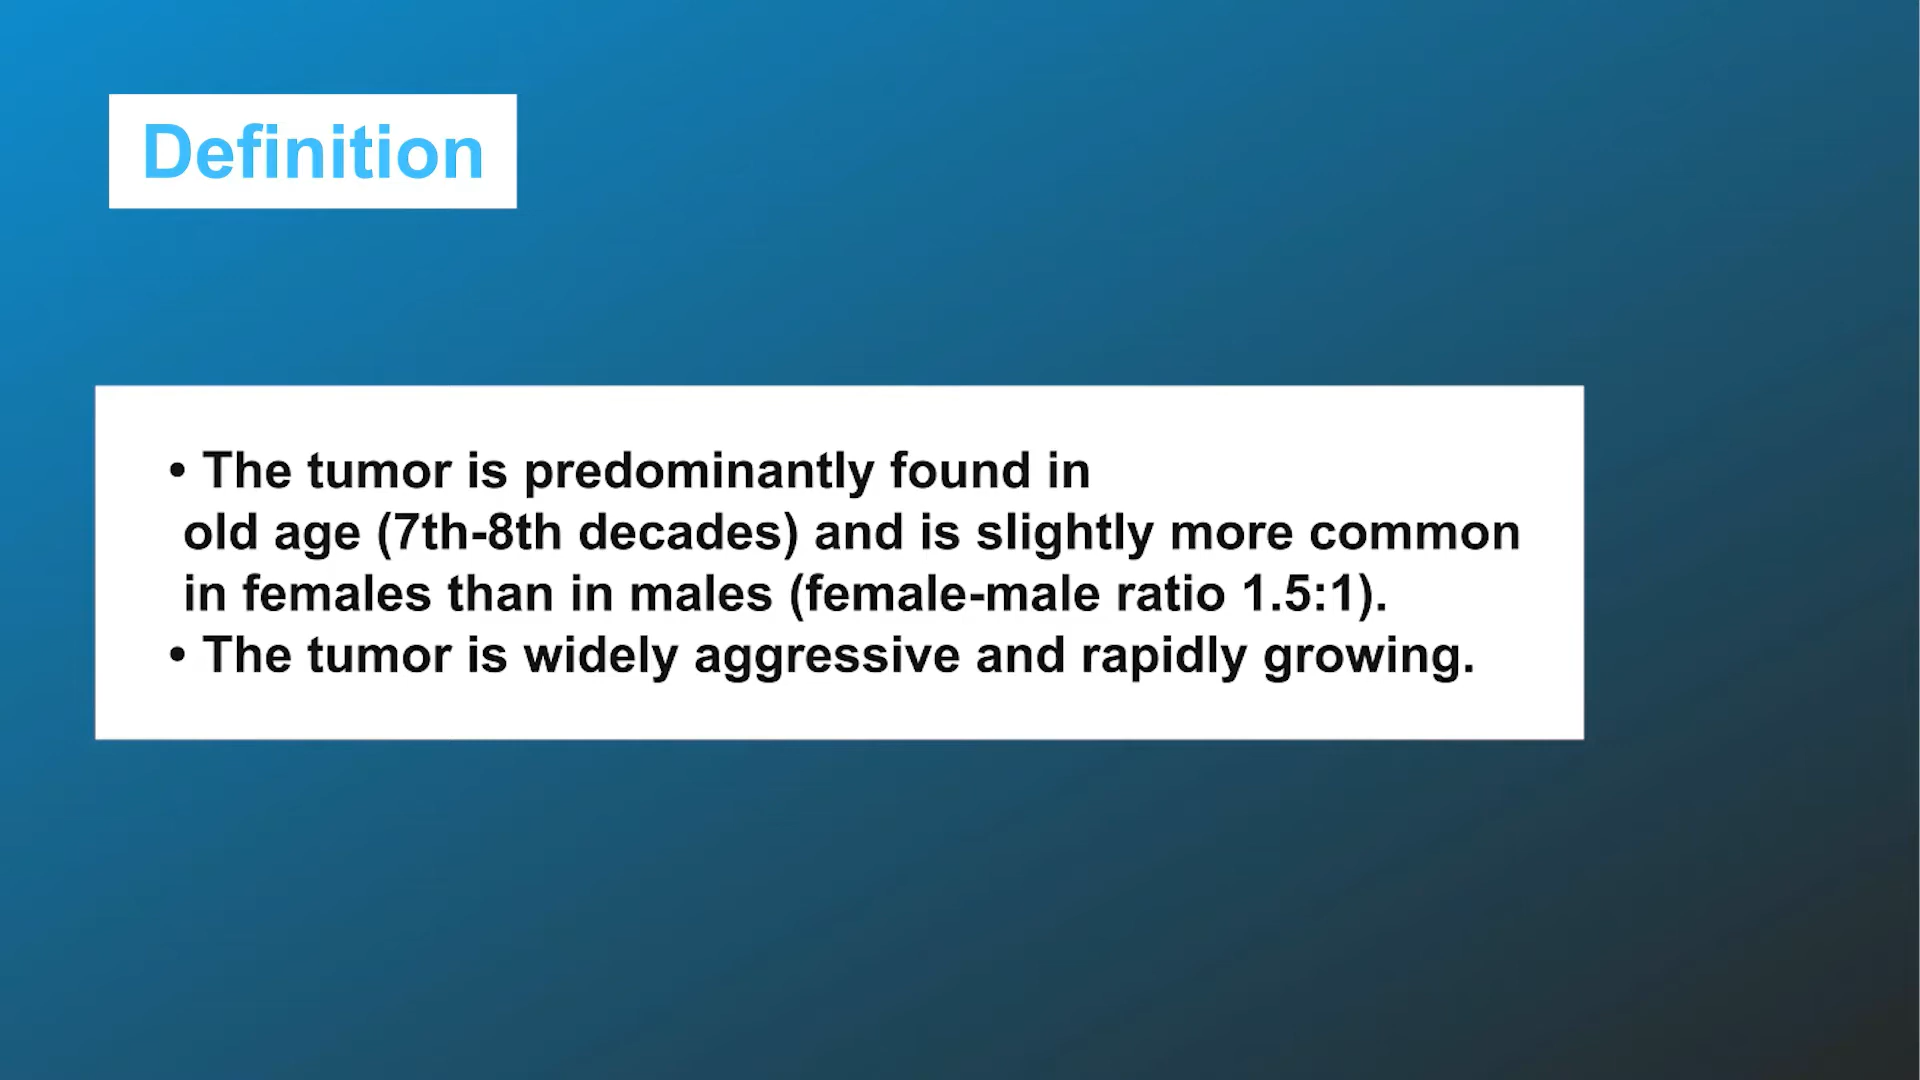 Definition
• The tumor is predominantly found in
old age (7th-8th decades) and is slightly more common
in females than in males (female-male ratio 1.5:1).
• The tumor is widely aggressive and rapidly growing.